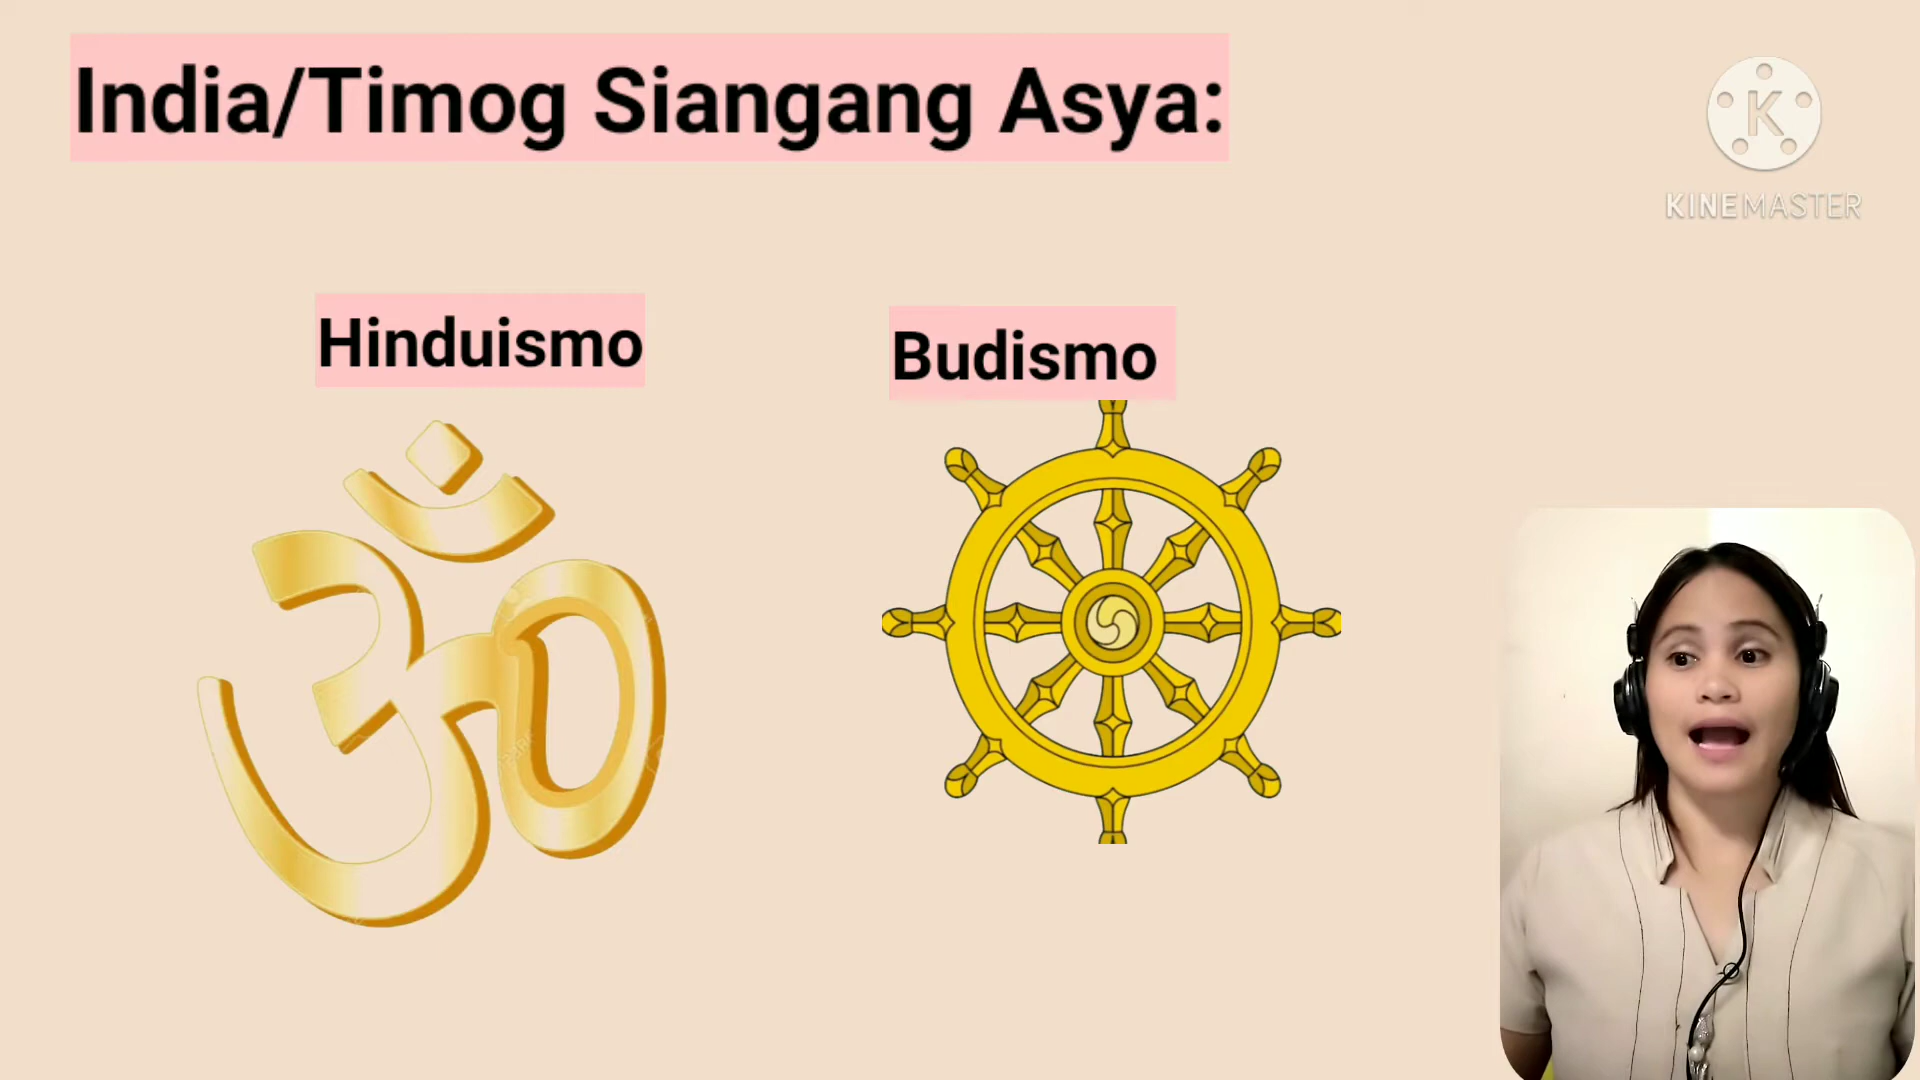 India/Timog Siangang Asya:
K
KINEMASTER
Hinduismo
Budismo